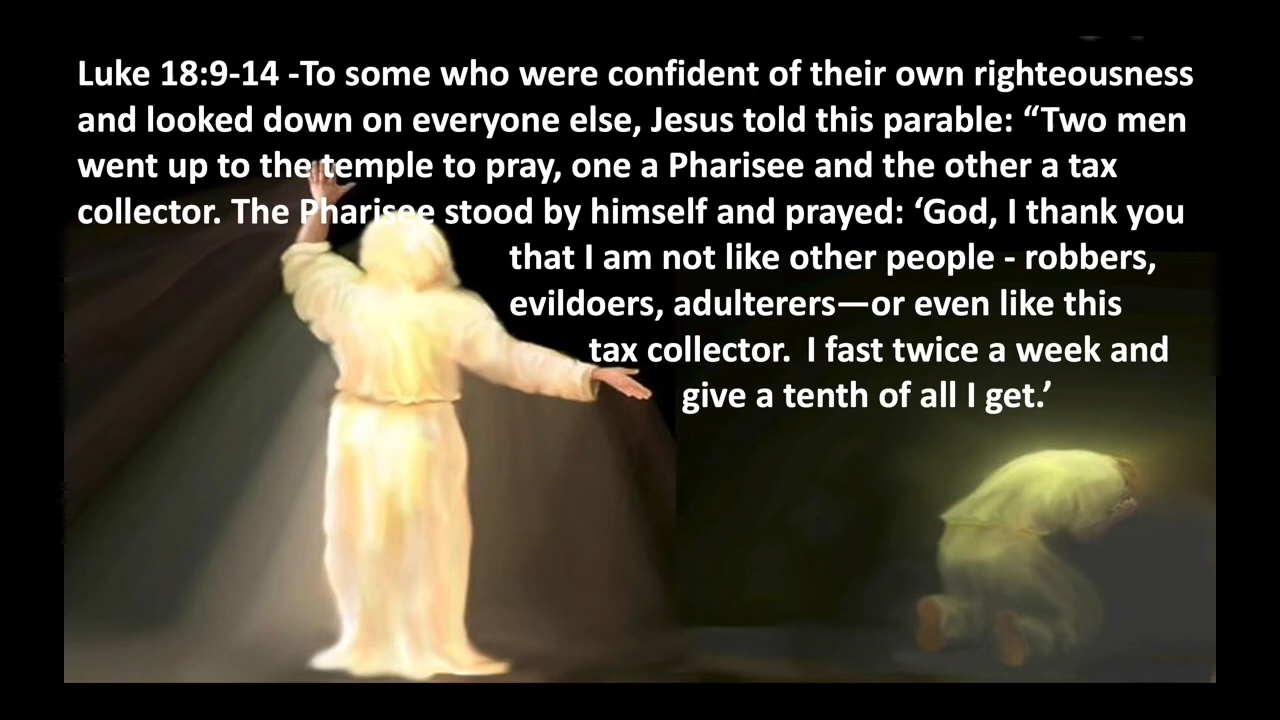 Luke 18:9-14 -To some who were confident of their own righteousness
and looked down on everyone else, Jesus told this parable: “Two men
went up to the temple to pray, one a Pharisee and the other a tax
collector. The Pharisee stood by himself and prayed: ‘God, I thank you
that I am not like other people - robbers,
evildoers, adulterers—or even like this
tax collector. I fast twice a week and
give a tenth of all I get.’